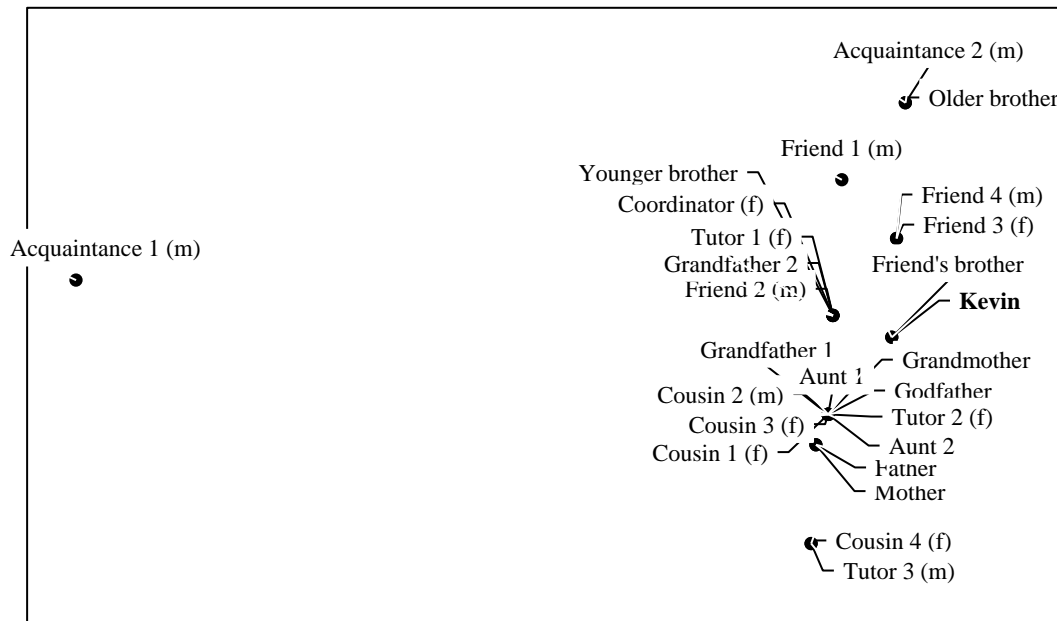 Acquaintance 2 (m)
Older brother
Friend 1 (m)
Younger brother
Friend 4 (m)
Coordinator (f)
Friend 3 (f)
Tutor 1 (f)
Acquaintance 1 (m)
Grandfather 2
Friend's brother
Friend 2 (m)
Kevin
Grandfather 1
Grandmother
Aunt 1
Godfather
Cousin 2 (m)
Tutor 2 (f)
Cousin 3 (f)
Aunt 2
Cousin 1 (f)
Father
Mother
Cousin 4 (f)
Tutor 3 (m)